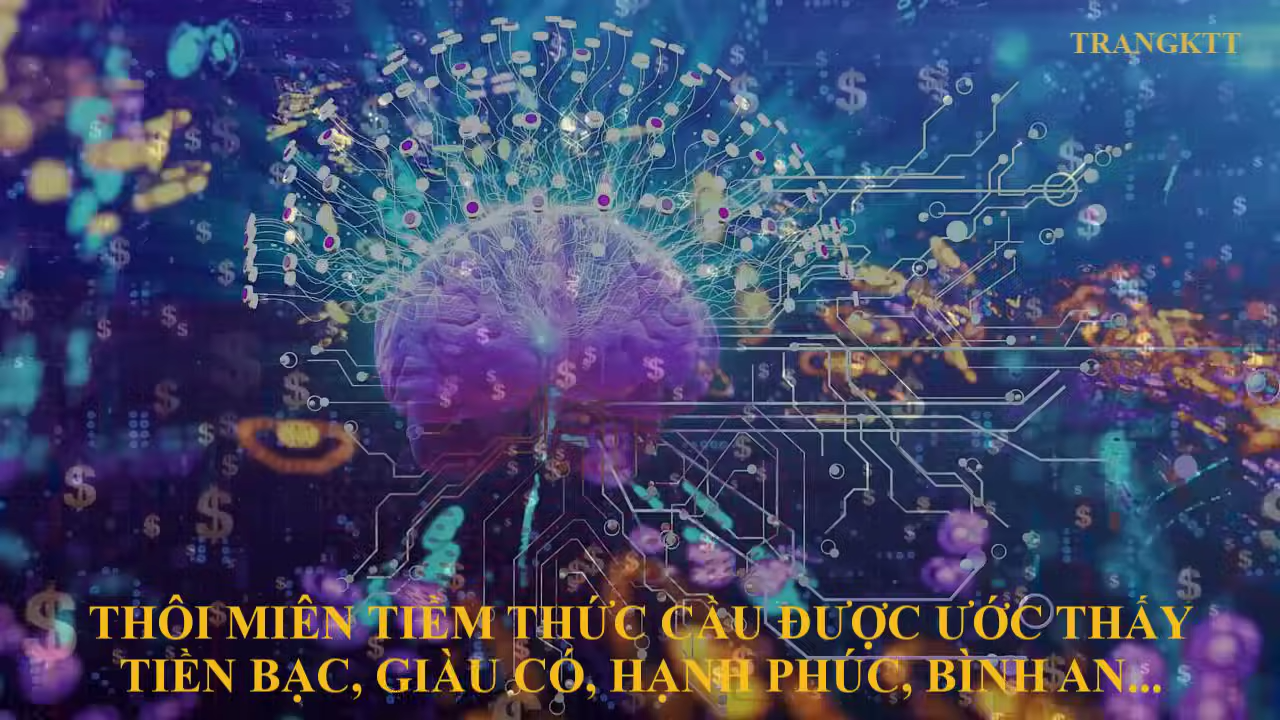 TRANGKTT
THÔI MIÊN TIỀM THỨC CẦU ĐƯỢC ƯỚC THẤY
TIỀN BẠC, GIÀU CÓ, HẠNH PHÚC, BÌNH AN...